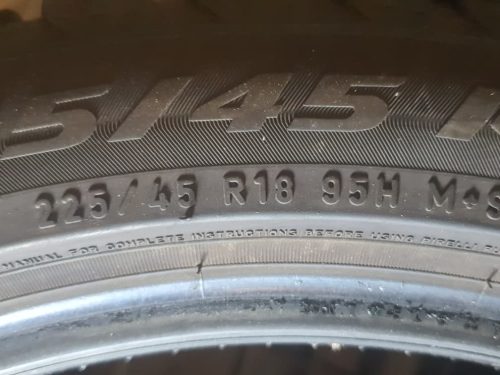 5/45 R
225/45 R18 95H M+S
MANUAL FOR COMPLETE INSTRUCTIONS BEFORE USING PIRELLI